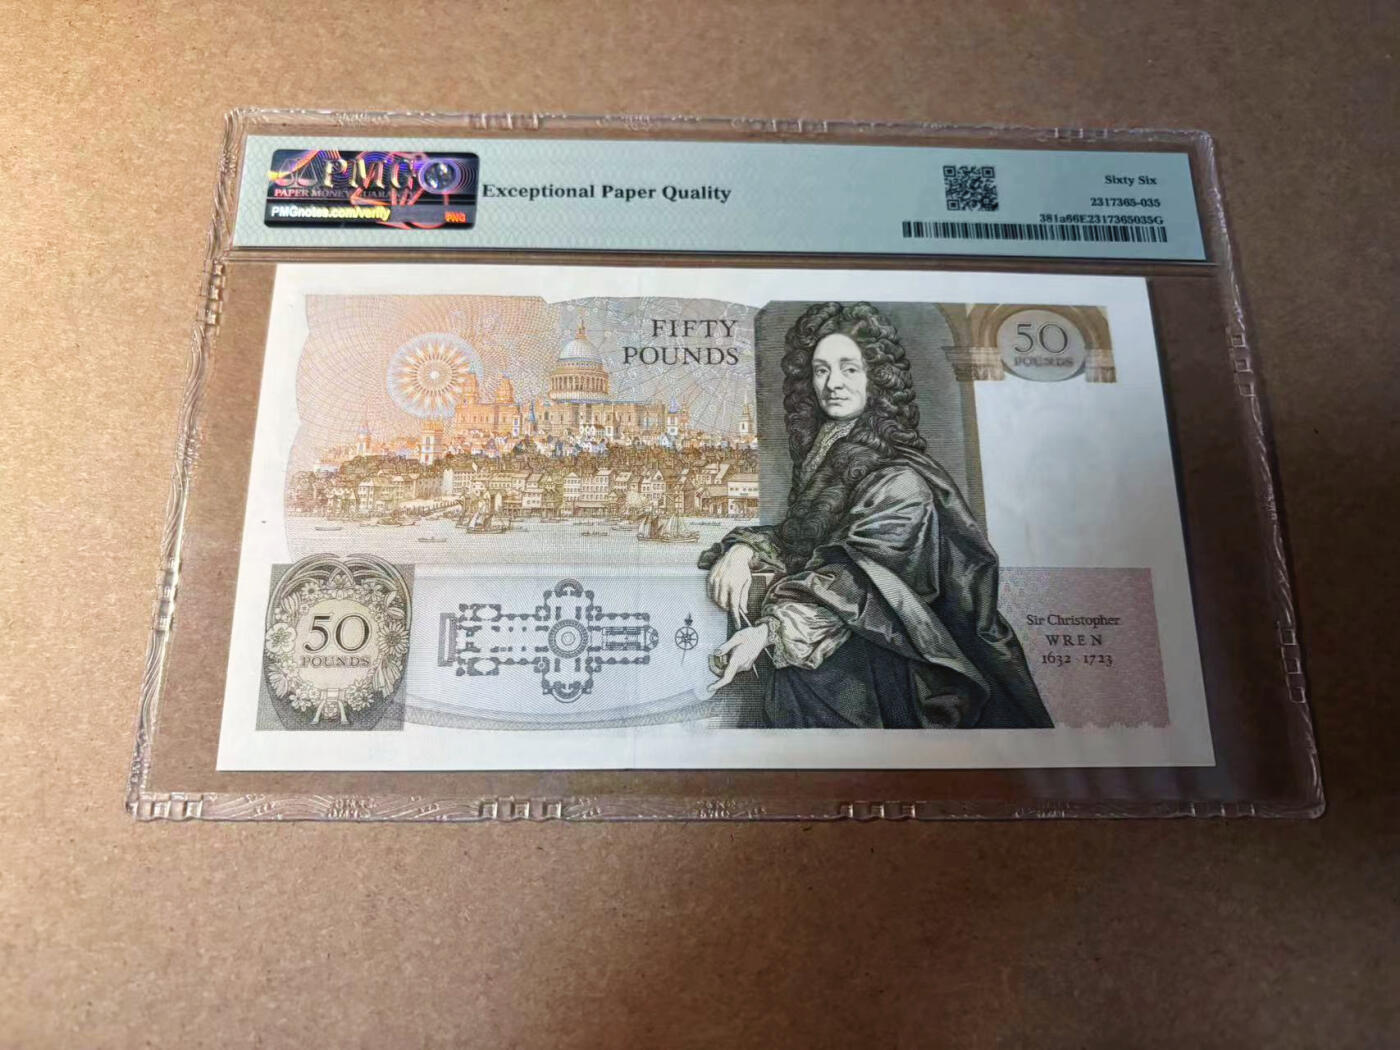 PMG
PAPER MONEY GUARANTY
PMGnotes.com/verify
PMG
Exceptional Paper Quality
Sixty Six
2317365-035
381a66E2317365035G
FIFTY
POUNDS
50
POUNDS
50
POUNDS
Sir Christopher
WREN
1632 · 1723